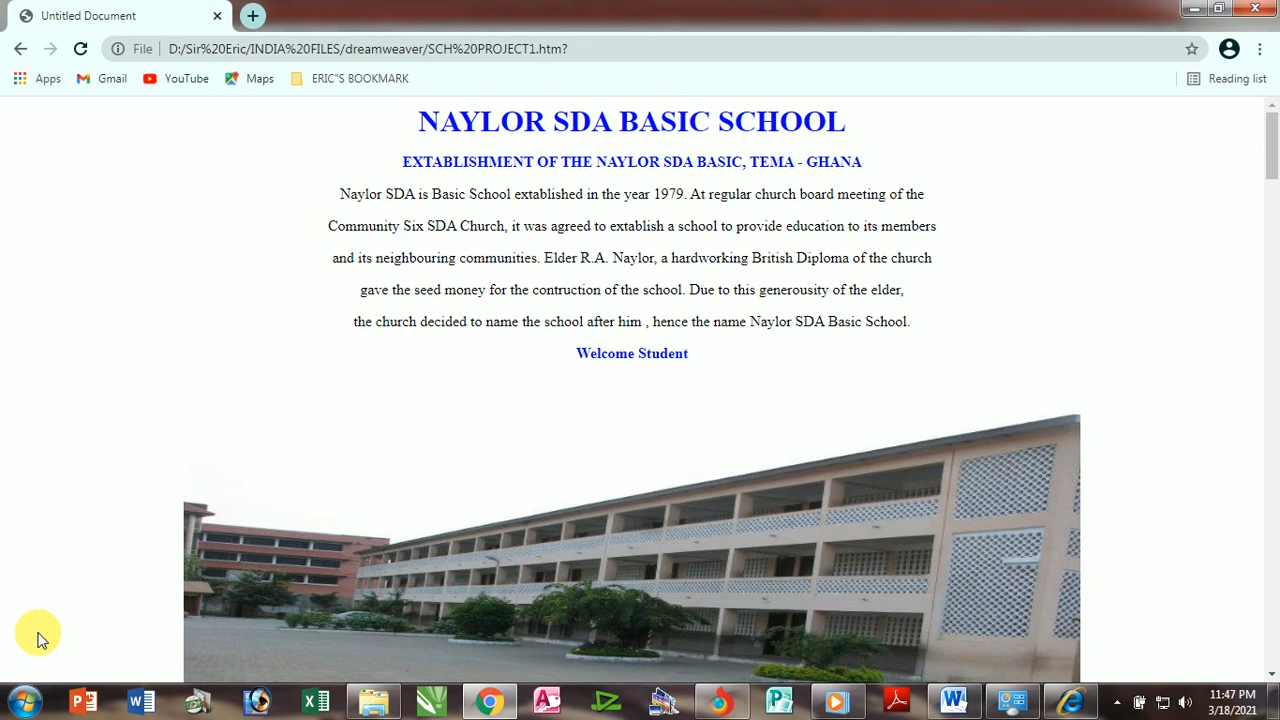 Untitled Document
File D:/Sir%20Eric/INDIA%20FILES/dreamweaver/SCH%20PROJECT1.htm?
Apps Gmail YouTube Maps ERIC"S BOOKMARK Reading list
NAYLOR SDA BASIC SCHOOL
EXTABLISHMENT OF THE NAYLOR SDA BASIC, TEMA - GHANA
Naylor SDA is Basic School extablished in the year 1979. At regular church board meeting of the
Community Six SDA Church, it was agreed to extablish a school to provide education to its members
and its neighbouring communities. Elder R.A. Naylor, a hardworking British Diploma of the church
gave the seed money for the contruction of the school. Due to this generousity of the elder,
the church decided to name the school after him , hence the name Naylor SDA Basic School.
Welcome Student
11:47 PM
3/18/2021